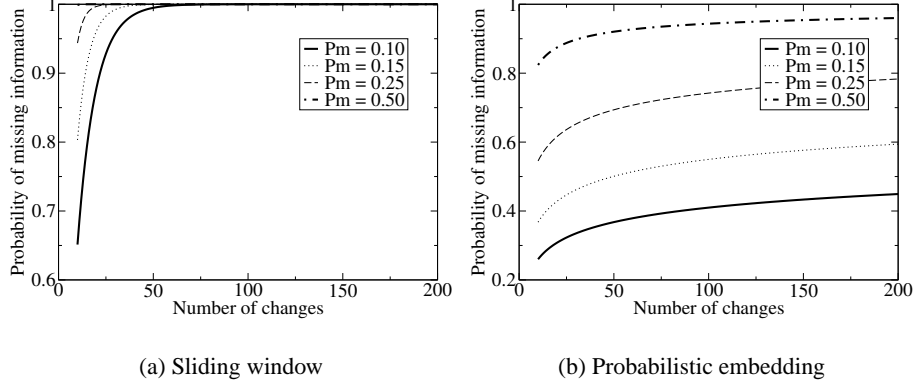 Probability of missing information
1
0.9
0.8
0.7
0.6
0
50
100
150
200
Number of changes
Pm = 0.10
Pm = 0.15
Pm = 0.25
Pm = 0.50
(a) Sliding window
Probability of missing information
1
0.8
0.6
0.4
0.2
0
50
100
150
200
Number of changes
Pm = 0.10
Pm = 0.15
Pm = 0.25
Pm = 0.50
(b) Probabilistic embedding